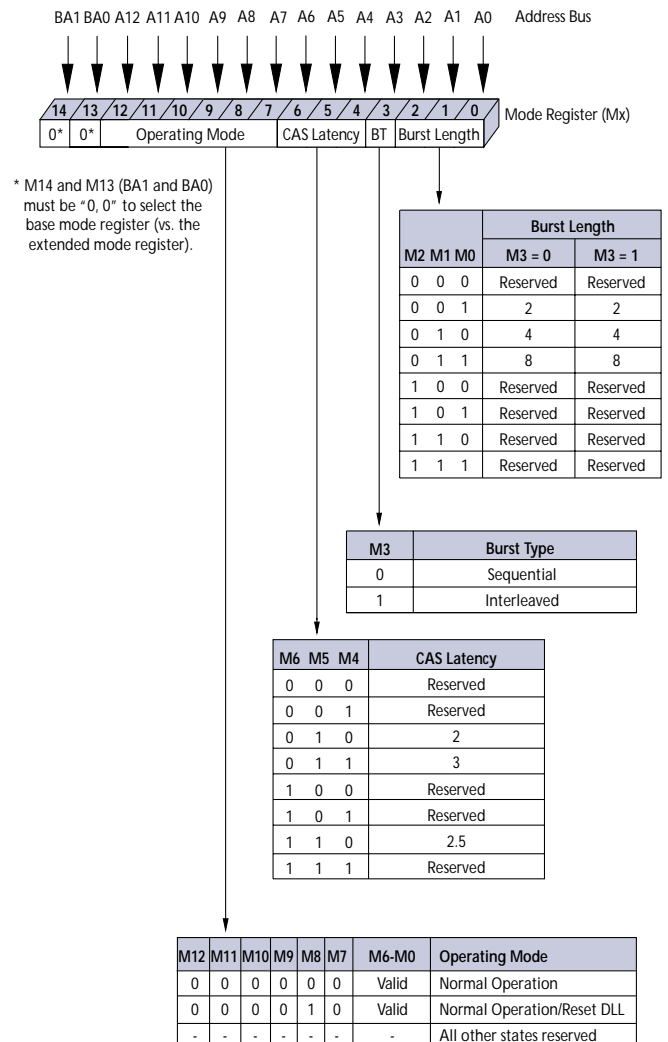 BA1 BA0 A12 A11 A10 A9 A8 A7 A6 A5 A4 A3 A2 A1 A0 Address Bus
14 13 12 11 10 9 8 7 6 5 4 3 2 1 0 Mode Register (Mx)
0* 0* Operating Mode CAS Latency BT Burst Length
* M14 and M13 (BA1 and BA0)
must be "0, 0" to select the
base mode register (vs. the
extended mode register).
Burst Length
M2 M1 M0 M3 = 0 M3 = 1
0 0 0 Reserved Reserved
0 0 1 2 2
0 1 0 4 4
0 1 1 8 8
1 0 0 Reserved Reserved
1 0 1 Reserved Reserved
1 1 0 Reserved Reserved
1 1 1 Reserved Reserved
M3 Burst Type
0 Sequential
1 Interleaved
M6 M5 M4 CAS Latency
0 0 0 Reserved
0 0 1 Reserved
0 1 0 2
0 1 1 3
1 0 0 Reserved
1 0 1 Reserved
1 1 0 2.5
1 1 1 Reserved
M12 M11 M10 M9 M8 M7 M6-M0 Operating Mode
0 0 0 0 0 0 Valid Normal Operation
0 0 0 0 1 0 Valid Normal Operation/Reset DLL
- - - - - - - All other states reserved